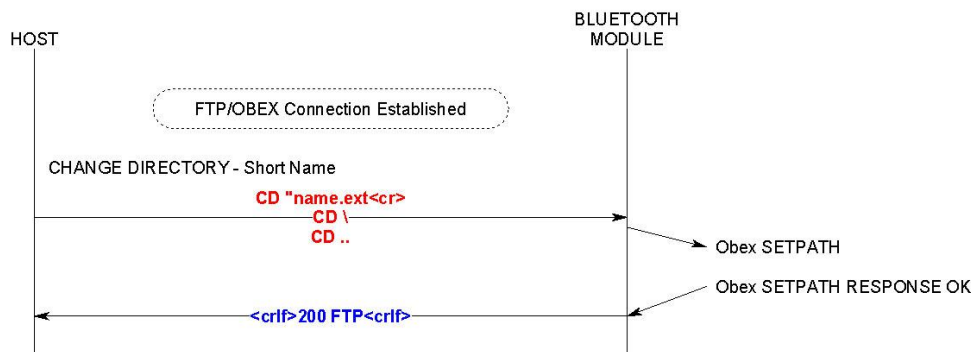 BLUETOOTH
MODULE
HOST
FTP/OBEX Connection Established
CHANGE DIRECTORY - Short Name
CD "name.ext<cr>
CD \
CD ..
Obex SETPATH
Obex SETPATH RESPONSE OK
<crlf>200 FTP<crlf>